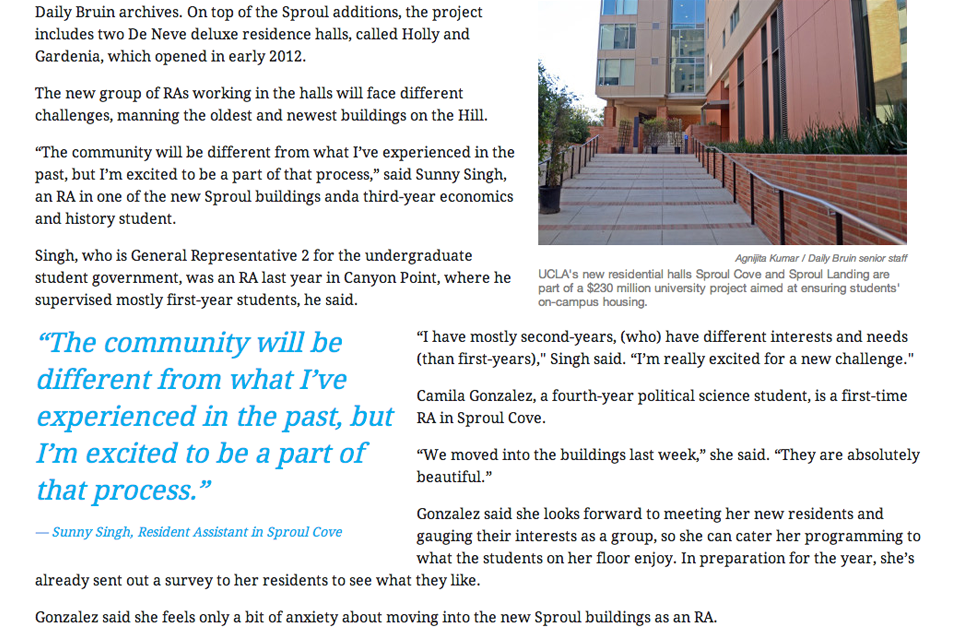 Daily Bruin archives. On top of the Sproul additions, the project
includes two De Neve deluxe residence halls, called Holly and
Gardenia, which opened in early 2012.
The new group of RAs working in the halls will face different
challenges, manning the oldest and newest buildings on the Hill.
“The community will be different from what I’ve experienced in the
past, but I’m excited to be a part of that process,” said Sunny Singh,
an RA in one of the new Sproul buildings anda third-year economics
and history student.
Singh, who is General Representative 2 for the undergraduate
student government, was an RA last year in Canyon Point, where he
supervised mostly first-year students, he said.
Agnijita Kumar / Daily Bruin senior staff
UCLA's new residential halls Sproul Cove and Sproul Landing are
part of a $230 million university project aimed at ensuring students'
on-campus housing.
“The community will be
different from what I’ve
experienced in the past, but
I’m excited to be a part of
that process.”
— Sunny Singh, Resident Assistant in Sproul Cove
“I have mostly second-years, (who) have different interests and needs
(than first-years)," Singh said. “I’m really excited for a new challenge."
Camila Gonzalez, a fourth-year political science student, is a first-time
RA in Sproul Cove.
“We moved into the buildings last week,” she said. “They are absolutely
beautiful.”
Gonzalez said she looks forward to meeting her new residents and
gauging their interests as a group, so she can cater her programming to
what the students on her floor enjoy. In preparation for the year, she’s
already sent out a survey to her residents to see what they like.
Gonzalez said she feels only a bit of anxiety about moving into the new Sproul buildings as an RA.